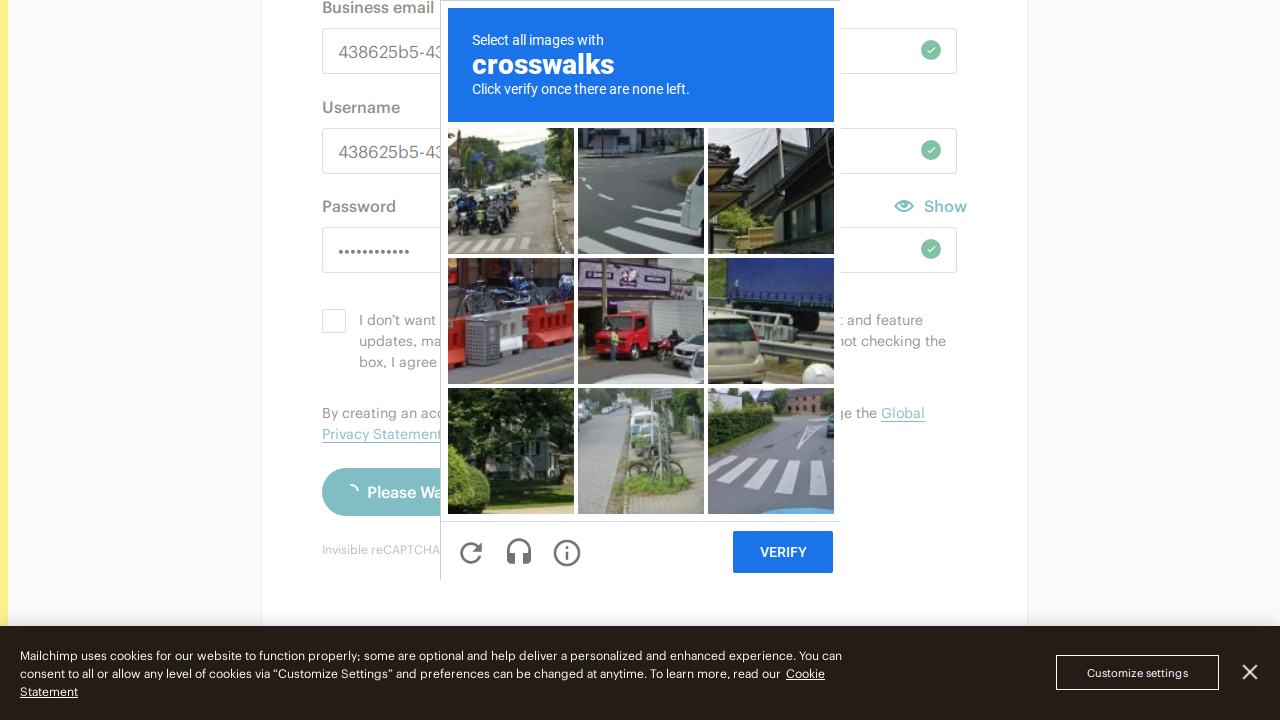 Business email
438625b5-43
Username
438625b5-43
Password
Show
••••••••••••
I don't want
t and feature
updates, ma
not checking the
box, I agree
By creating an acc
ge the Global
Privacy Statement
Please Wa
Invisible reCAPTCHA
Select all images with
crosswalks
Click verify once there are none left.
VERIFY
Mailchimp uses cookies for our website to function properly; some are optional and help deliver a personalized and enhanced experience. You can
consent to all or allow any level of cookies via “Customize Settings” and preferences can be changed at anytime. To learn more, read our Cookie
Statement
Customize settings